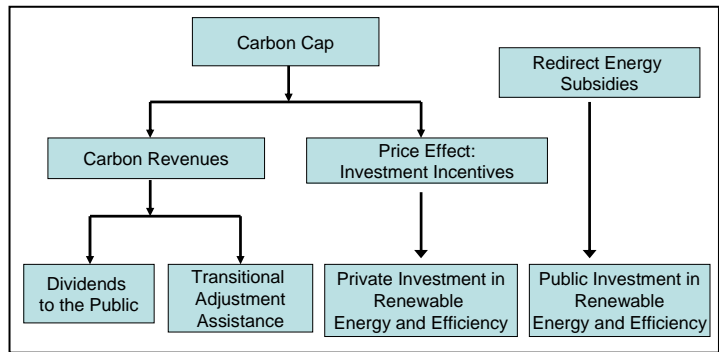 Carbon Cap
Redirect Energy
Subsidies
Carbon Revenues
Price Effect:
Investment Incentives
Dividends
to the Public
Transitional
Adjustment
Assistance
Private Investment in
Renewable
Energy and Efficiency
Public Investment in
Renewable
Energy and Efficiency